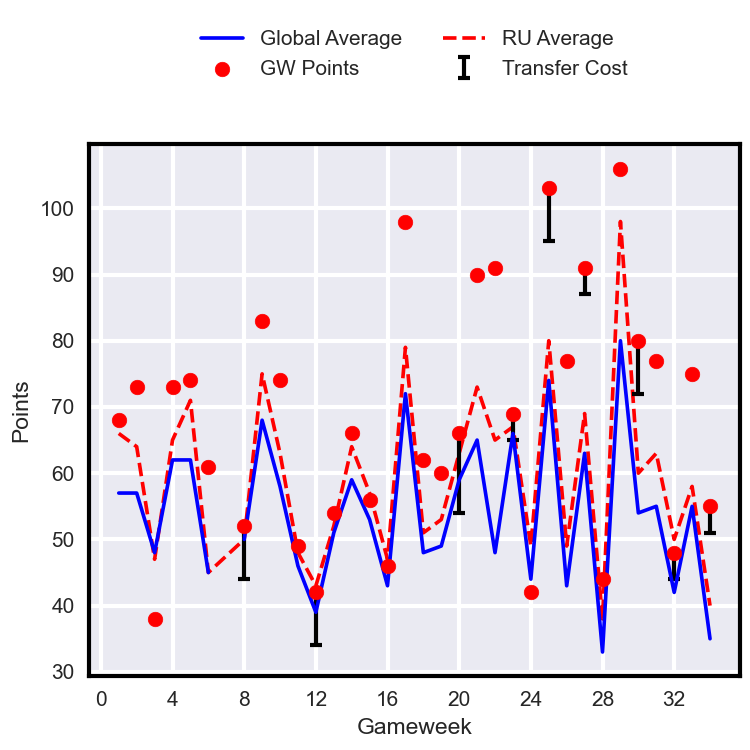 Global Average
RU Average
GW Points
Transfer Cost
100
90
80
70
60
50
40
30
Points
0 4 8 12 16 20 24 28 32
Gameweek